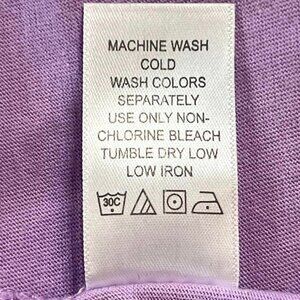 MACHINE WASH
COLD
WASH COLORS
SEPARATELY
USE ONLY NON-
CHLORINE BLEACH
TUMBLE DRY LOW
LOW IRON
30C